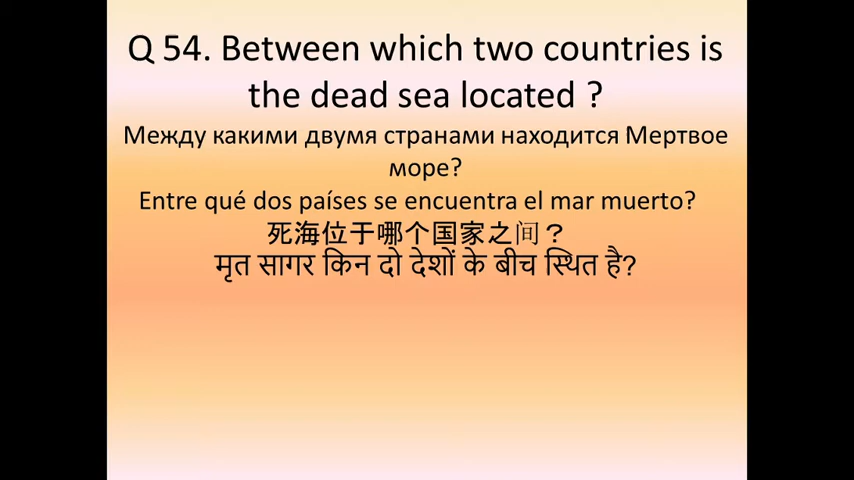 Q 54. Between which two countries is
the dead sea located ?
Между какими двумя странами находится Мертвое
море?
Entre qué dos países se encuentra el mar muerto?
死海位于哪个国家之间？
मृत सागर किन दो देशों के बीच स्थित है?